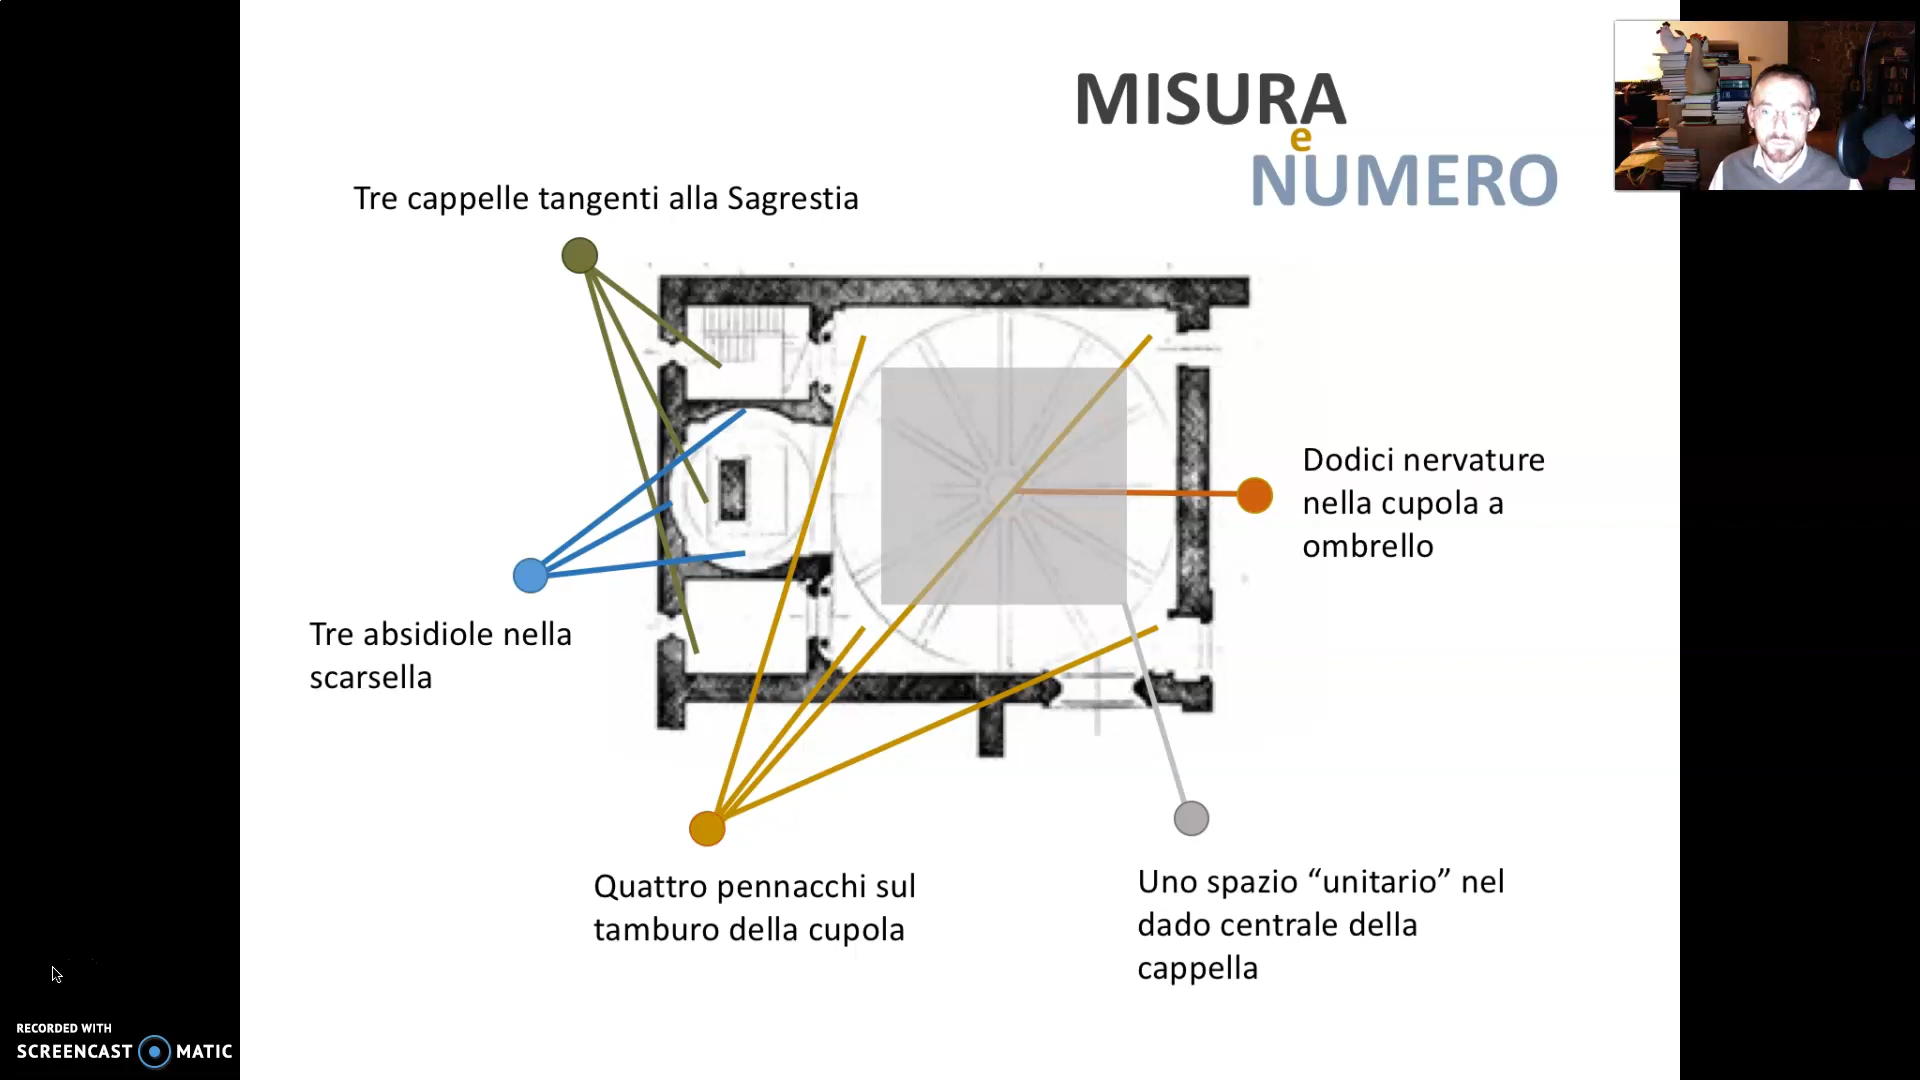 MISURA
e
NUMERO
Tre cappelle tangenti alla Sagrestia
Dodici nervature
nella cupola a
ombrello
Tre absidiole nella
scarsella
Quattro pennacchi sul
tamburo della cupola
Uno spazio “unitario” nel
dado centrale della
cappella
RECORDED WITH
SCREENCAST MATIC